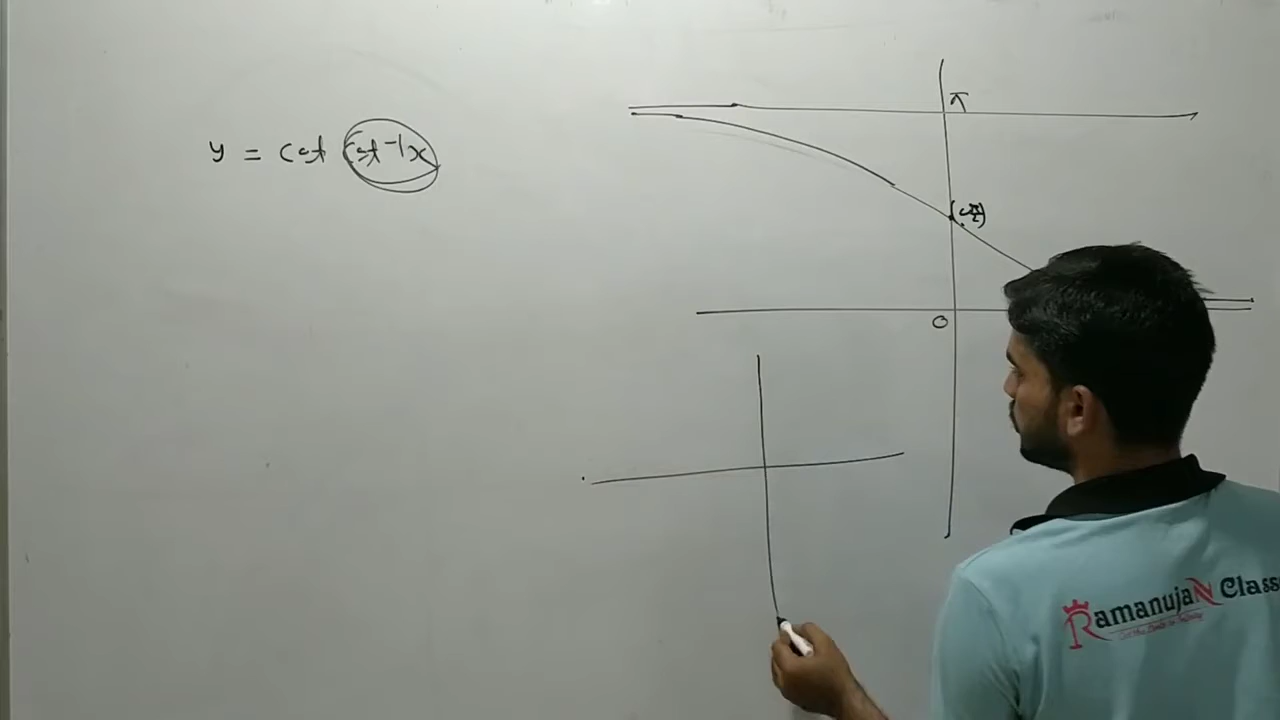 y = cot (cot⁻¹x)
π
O
RamanujaN Class